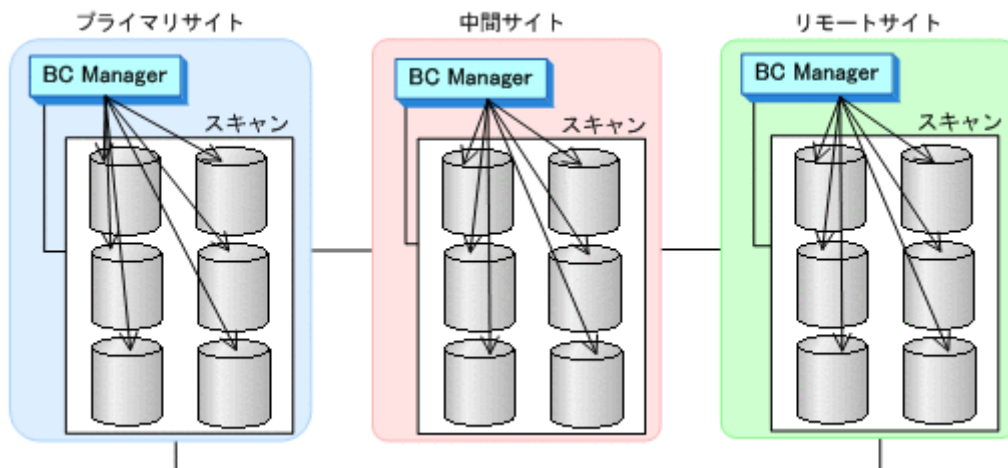 プライマリサイト
中間サイト
リモートサイト
BC Manager
BC Manager
BC Manager
スキャン
スキャン
スキャン